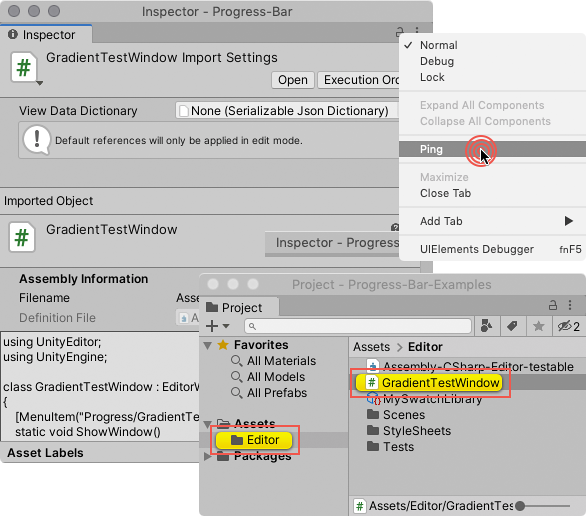 Inspector - Progress-Bar
Inspector
GradientTestWindow Import Settings
Open
Execution Or
View Data Dictionary
None (Serializable Json Dictionary)
Default references will only be applied in edit mode.
Imported Object
GradientTestWindow
Inspector - Progress
Assembly Information
Filename
Asse
Definition File
A
using UnityEditor;
using UnityEngine;
class GradientTestWindow : EditorW
{
[MenuItem("Progress/GradientTes
static void ShowWindow()
Asset Labels
✓ Normal
Debug
Lock
Expand All Components
Collapse All Components
Ping
Maximize
Close Tab
Add Tab
UIElements Debugger fnF5
Project - Progress-Bar-Examples
Project
2
Favorites
All Materials
All Models
All Prefabs
Assets
Editor
Packages
Assets > Editor
Assembly-CSharp-Editor-testable
GradientTestWindow
MySwatchLibrary
Scenes
StyleSheets
Tests
Assets/Editor/GradientTes